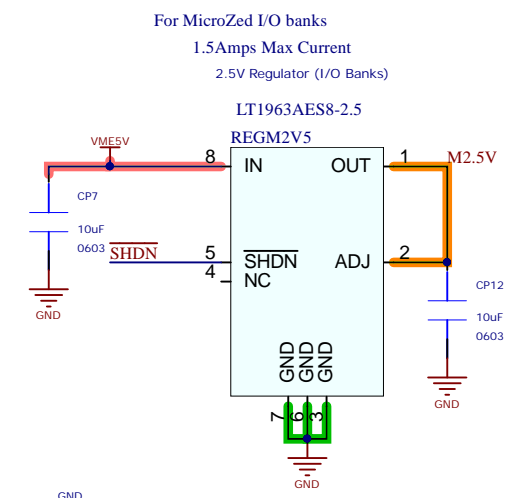 For MicroZed I/O banks
1.5Amps Max Current
2.5V Regulator (I/O Banks)
LT1963AES8-2.5
REGM2V5
VME5V
8
IN
OUT
1
M2.5V
CP7
10uF
0603
SHDN
5
SHDN
ADJ
2
4
NC
CP12
10uF
0603
GND
GND
GND
GND
7
6
3
GND
GND
GND